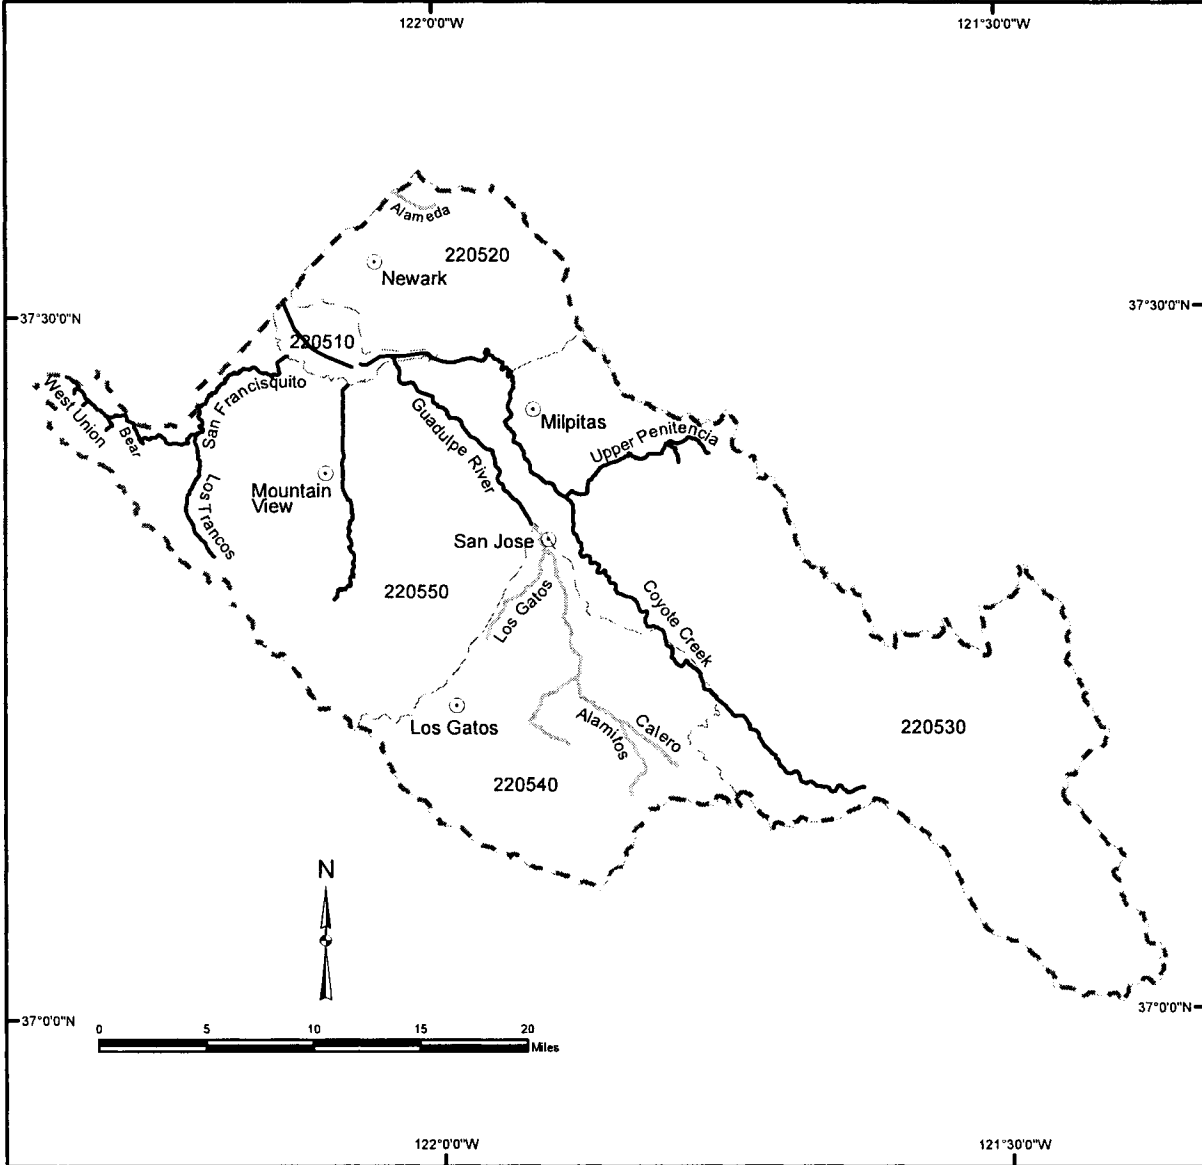 122°0'0"W
121°30'0"W
Alameda
220520
Newark
37°30'0"N
37°30'0"N
220510
San Francisquito
West Union
Bear
Guadulpe River
Milpitas
Upper Penitencia
Los Trancos
Mountain
View
San Jose
220550
Los Gatos
Coyote Creek
Los Gatos
Alamitos
Calero
220530
220540
N
37°0'0"N
37°0'0"N
0 5 10 15 20
Miles
122°0'0"W
121°30'0"W